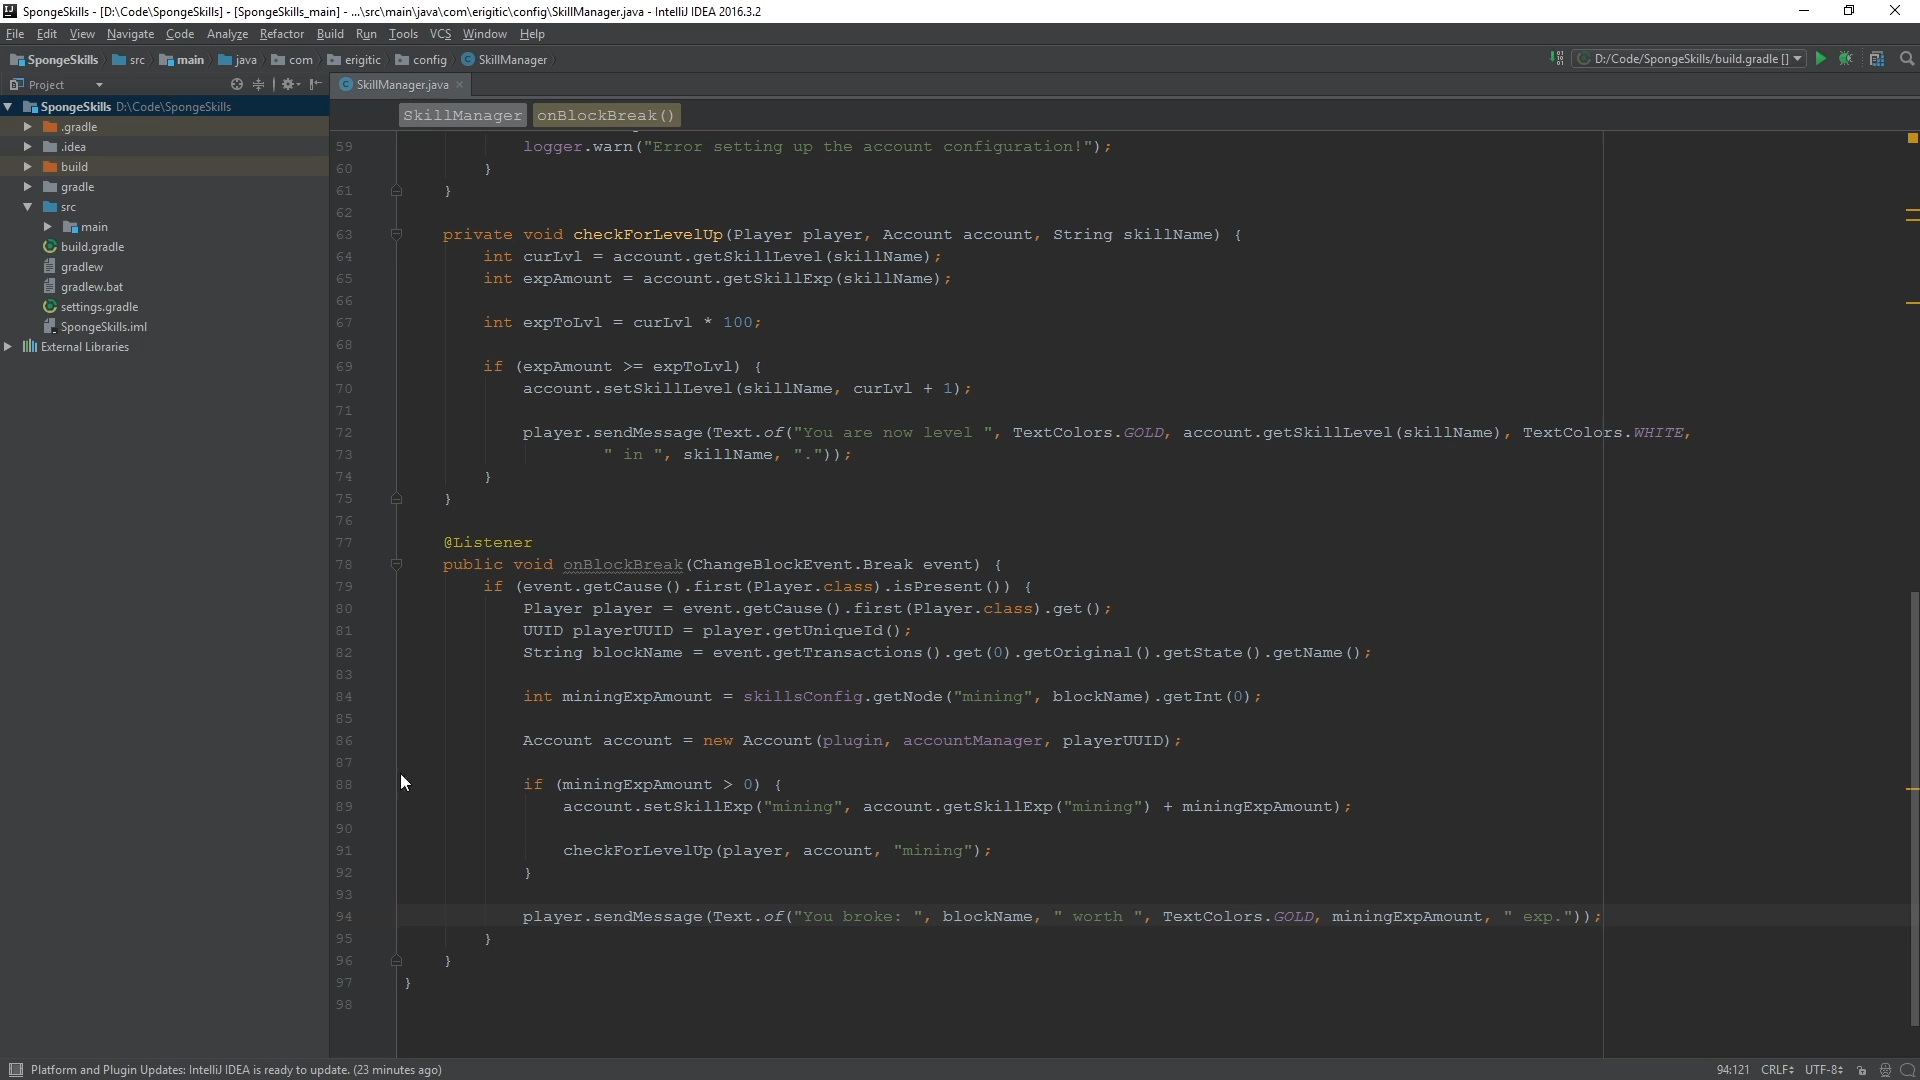 SpongeSkills - [D:\Code\SpongeSkills] - [SpongeSkills_main] - ...\src\main\java\com\erigitic\config\SkillManager.java - IntelliJ IDEA 2016.3.2
File Edit View Navigate Code Analyze Refactor Build Run Tools VCS Window Help
SpongeSkills src main java com erigitic config SkillManager D:/Code/SpongeSkills/build.gradle []
Project
SkillManager.java
SpongeSkills D:\Code\SpongeSkills
.gradle
.idea
build
gradle
src
main
build.gradle
gradlew
gradlew.bat
settings.gradle
SpongeSkills.iml
External Libraries
SkillManager onBlockBreak()
59 logger.warn("Error setting up the account configuration!");
60 }
61 }
62
63 private void checkForLevelUp(Player player, Account account, String skillName) {
64 int curLvl = account.getSkillLevel(skillName);
65 int expAmount = account.getSkillExp(skillName);
66
67 int expToLvl = curLvl * 100;
68
69 if (expAmount >= expToLvl) {
70 account.setSkillLevel(skillName, curLvl + 1);
71
72 player.sendMessage(Text.of("You are now level ", TextColors.GOLD, account.getSkillLevel(skillName), TextColors.WHITE,
73 " in ", skillName, "."));
74 }
75 }
76
77 @Listener
78 public void onBlockBreak(ChangeBlockEvent.Break event) {
79 if (event.getCause().first(Player.class).isPresent()) {
80 Player player = event.getCause().first(Player.class).get();
81 UUID playerUUID = player.getUniqueId();
82 String blockName = event.getTransactions().get(0).getOriginal().getState().getName();
83
84 int miningExpAmount = skillsConfig.getNode("mining", blockName).getInt(0);
85
86 Account account = new Account(plugin, accountManager, playerUUID);
87
88 if (miningExpAmount > 0) {
89 account.setSkillExp("mining", account.getSkillExp("mining") + miningExpAmount);
90
91 checkForLevelUp(player, account, "mining");
92 }
93
94 player.sendMessage(Text.of("You broke: ", blockName, " worth ", TextColors.GOLD, miningExpAmount, " exp."));
95 }
96 }
97 }
98
Platform and Plugin Updates: IntelliJ IDEA is ready to update. (23 minutes ago) 94:121 CRLF UTF-8